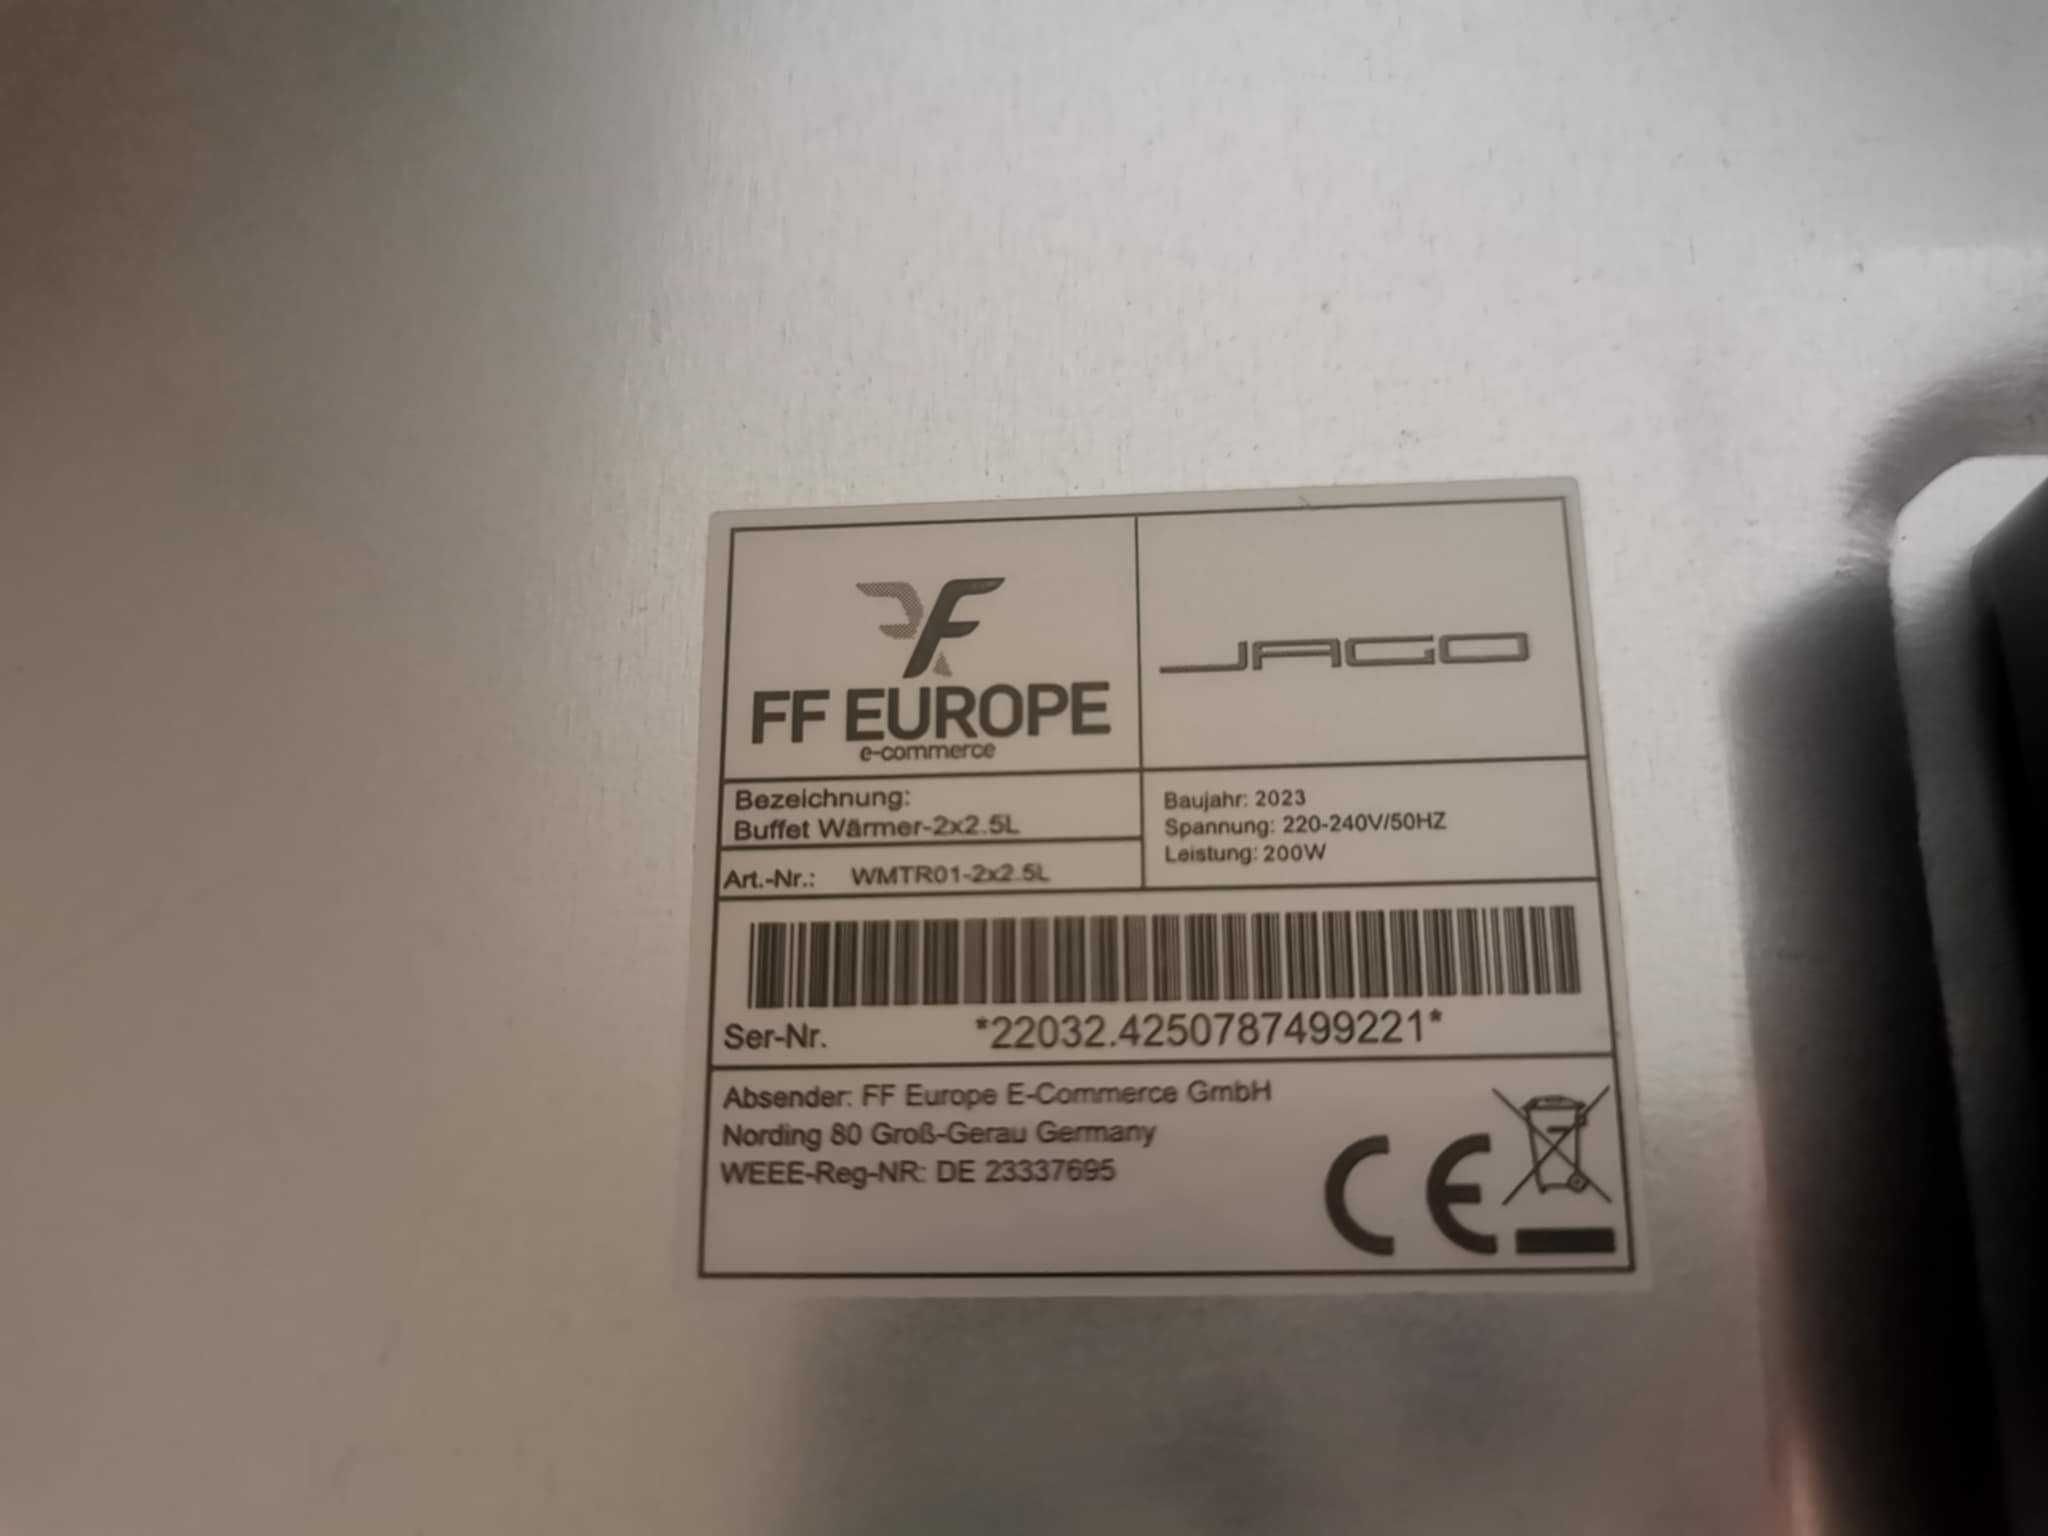 FF EUROPE
e-commerce
JAGO
Bezeichnung:
Buffet Wärmer-2x2.5L
Art.-Nr.: WMTR01-2x2.5L
Baujahr: 2023
Spannung: 220-240V/50HZ
Leistung: 200W
Ser-Nr. *22032.4250787499221*
Absender: FF Europe E-Commerce GmbH
Nording 80 Groß-Gerau Germany
WEEE-Reg-NR: DE 23337695
CE